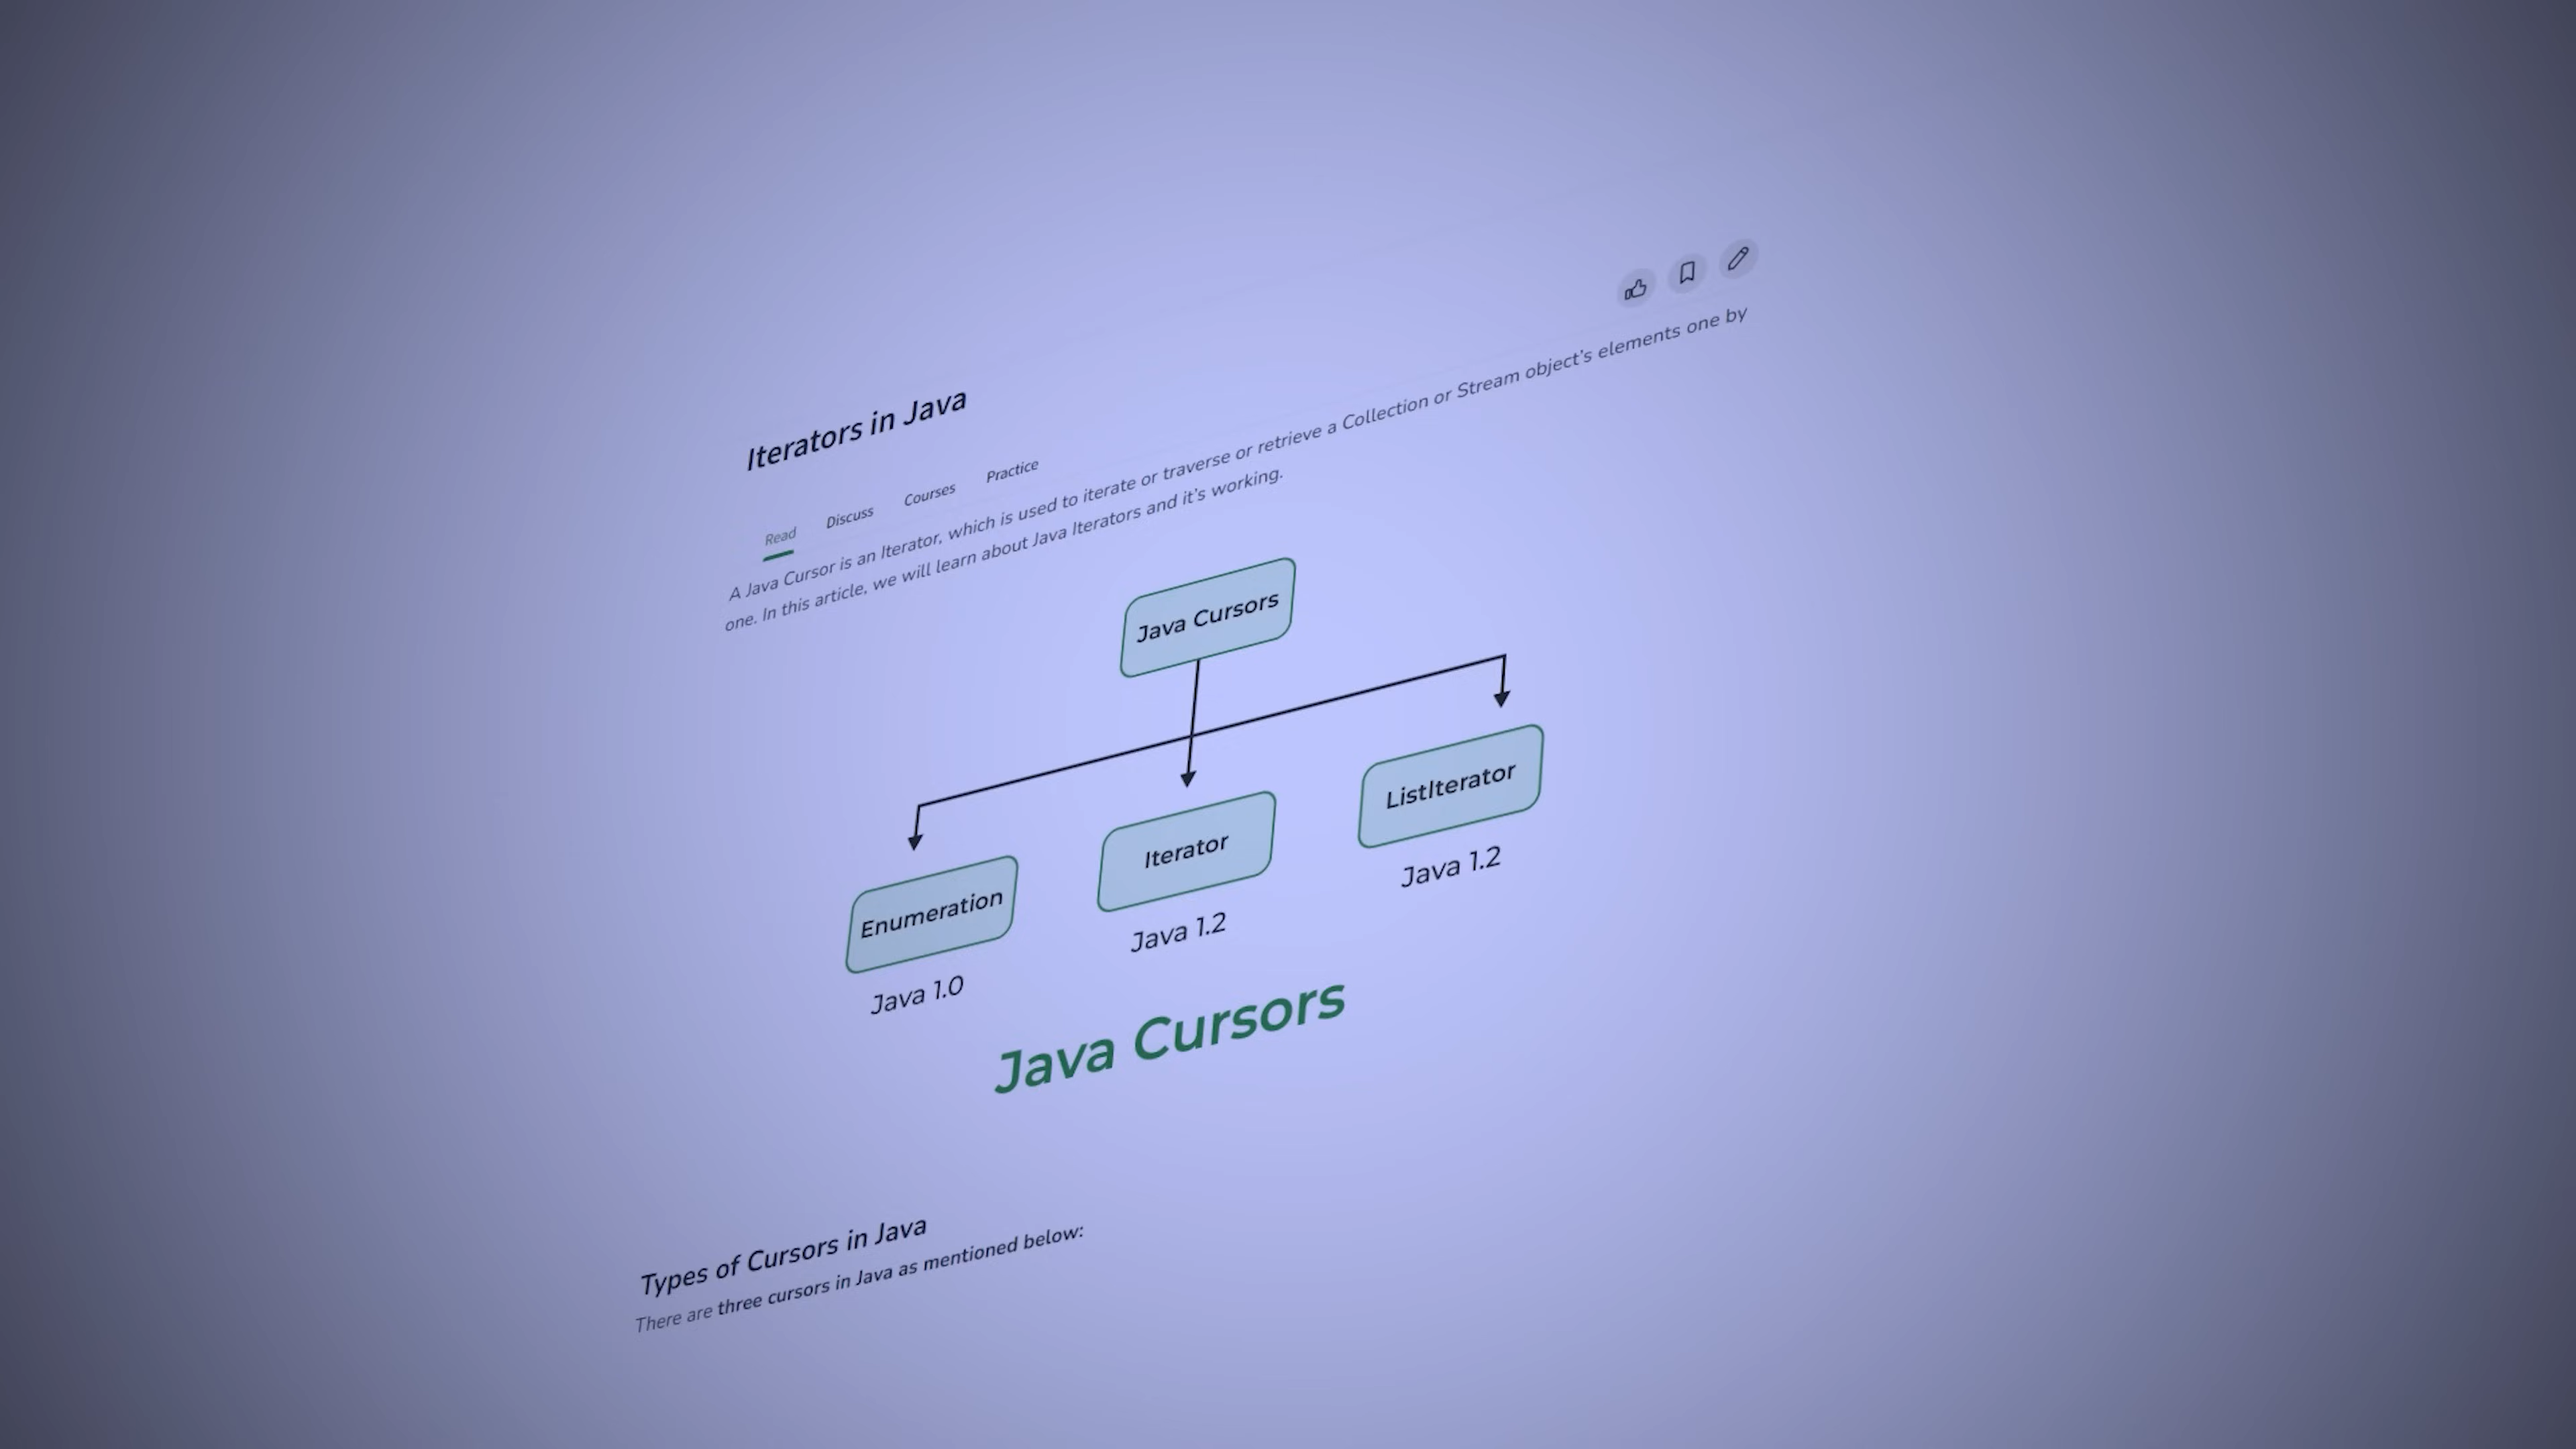 Iterators in Java
Read Discuss Courses Practice
A Java Cursor is an Iterator, which is used to iterate or traverse or retrieve a Collection or Stream object's elements one by
one. In this article, we will learn about Java Iterators and it's working.
Java Cursors
Enumeration Iterator ListIterator
Java 1.0 Java 1.2 Java 1.2
Java Cursors
Types of Cursors in Java
There are three cursors in Java as mentioned below: